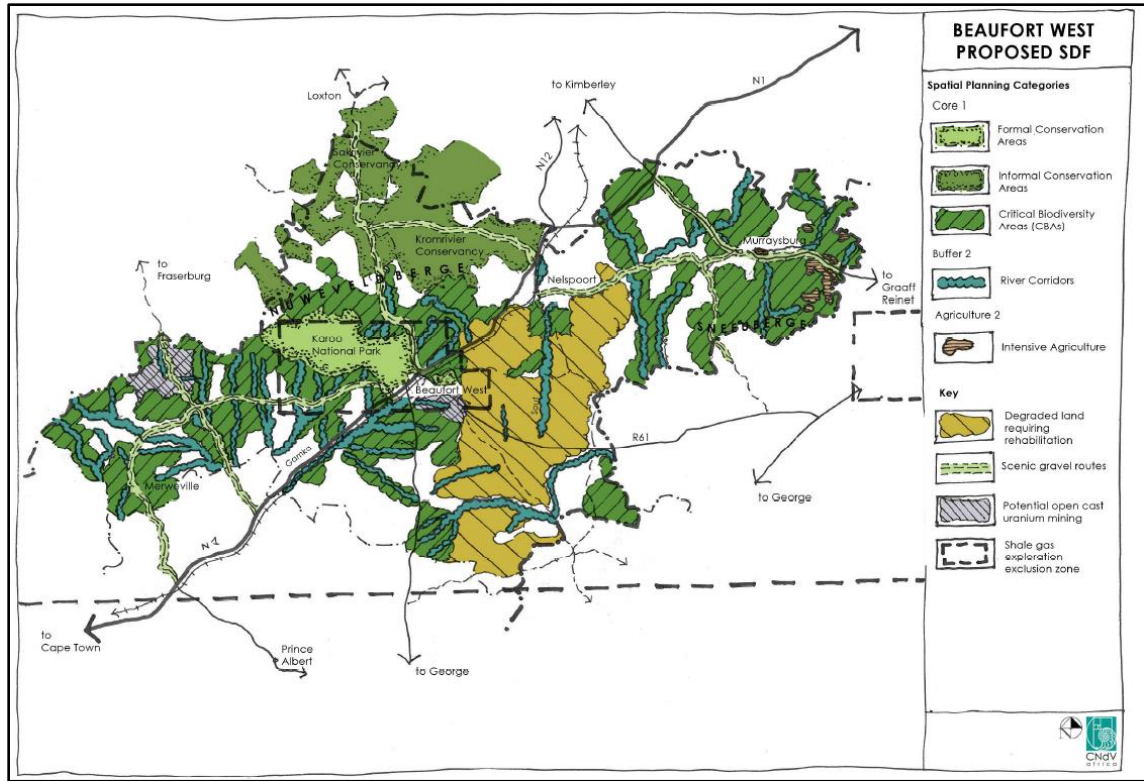 BEAUFORT WEST
PROPOSED SDF
Spatial Planning Categories
Core 1
Formal Conservation
Areas
Informal Conservation
Areas
Critical Biodiversity
Areas (CBAs)
Buffer 2
River Corridors
Agriculture 2
Intensive Agriculture
Key
Degraded land
requiring
rehabilitation
Scenic gravel routes
Potential open cast
uranium mining
Shale gas
exploration
exclusion zone
CNdV
africa
N1
to Kimberley
Loxton
Sakrivier
Conservancy
N12
Kromrivier
Conservancy
Murraysburg
to
Fraserburg
NUWEVELDBERGE
Nelspoort
to
Graaff
Reinet
SNEEUBERGE
Karoo
National Park
Beaufort West
Sout
R61
Gamka
Merweville
to George
N1
to
Cape Town
Prince
Albert
to George